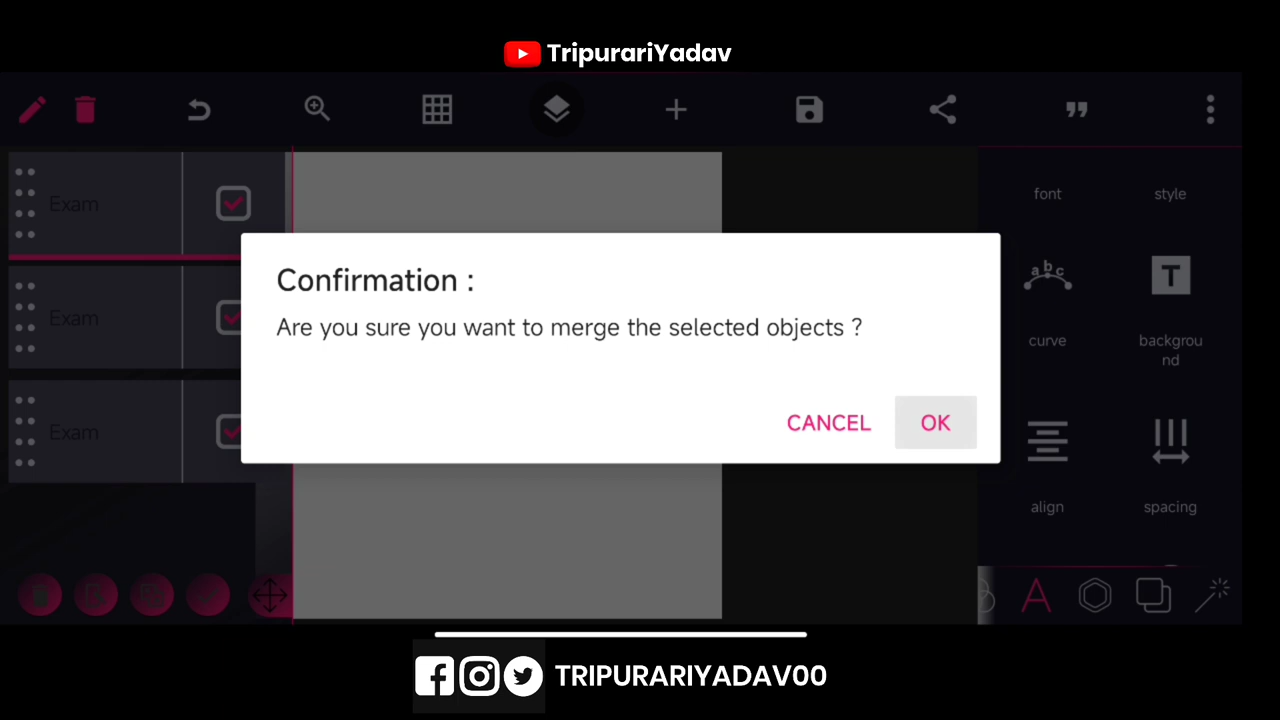 TripurariYadav
Exam
Exam
Exam
Confirmation :
Are you sure you want to merge the selected objects ?
CANCEL
OK
font
style
abc
T
curve
backgrou
nd
align
spacing
A
TRIPURARIYADAV00